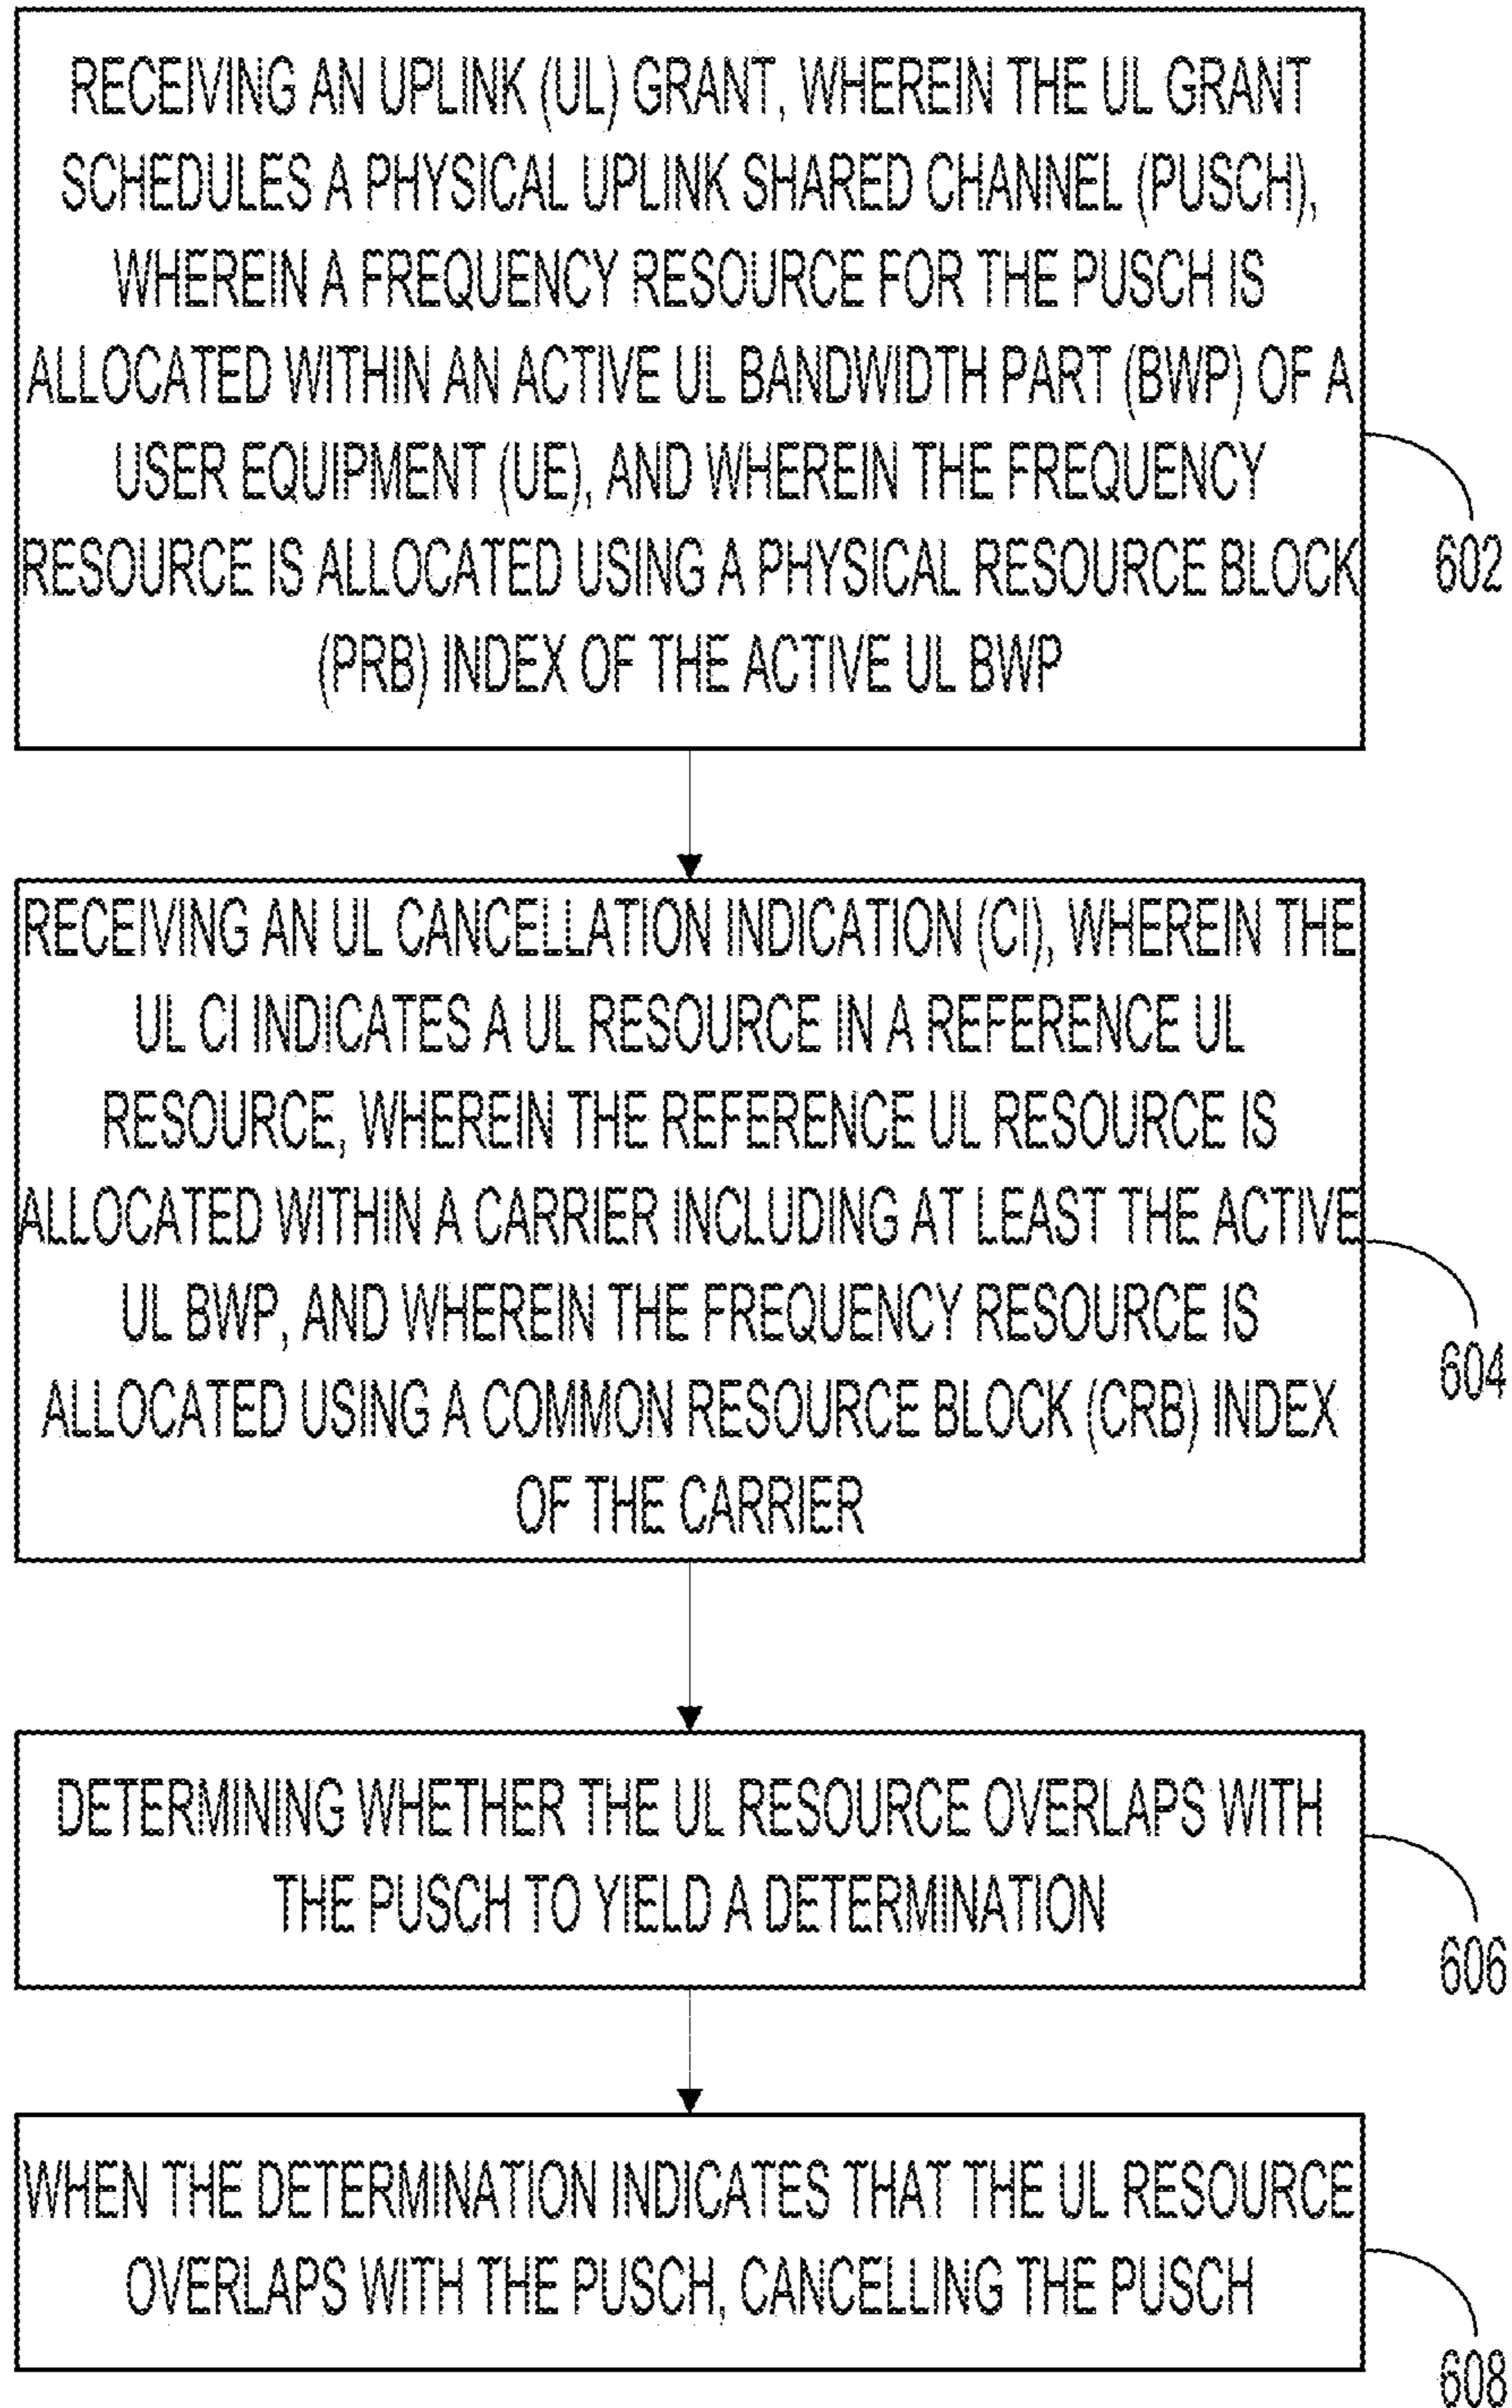 RECEIVING AN UPLINK (UL) GRANT, WHEREIN THE UL GRANT
SCHEDULES A PHYSICAL UPLINK SHARED CHANNEL (PUSCH),
WHEREIN A FREQUENCY RESOURCE FOR THE PUSCH IS
ALLOCATED WITHIN AN ACTIVE UL BANDWIDTH PART (BWP) OF A
USER EQUIPMENT (UE), AND WHEREIN THE FREQUENCY
RESOURCE IS ALLOCATED USING A PHYSICAL RESOURCE BLOCK
(PRB) INDEX OF THE ACTIVE UL BWP
602
RECEIVING AN UL CANCELLATION INDICATION (CI), WHEREIN THE
UL CI INDICATES A UL RESOURCE IN A REFERENCE UL
RESOURCE, WHEREIN THE REFERENCE UL RESOURCE IS
ALLOCATED WITHIN A CARRIER INCLUDING AT LEAST THE ACTIVE
UL BWP, AND WHEREIN THE FREQUENCY RESOURCE IS
ALLOCATED USING A COMMON RESOURCE BLOCK (CRB) INDEX
OF THE CARRIER
604
DETERMINING WHETHER THE UL RESOURCE OVERLAPS WITH
THE PUSCH TO YIELD A DETERMINATION
606
WHEN THE DETERMINATION INDICATES THAT THE UL RESOURCE
OVERLAPS WITH THE PUSCH, CANCELLING THE PUSCH
608